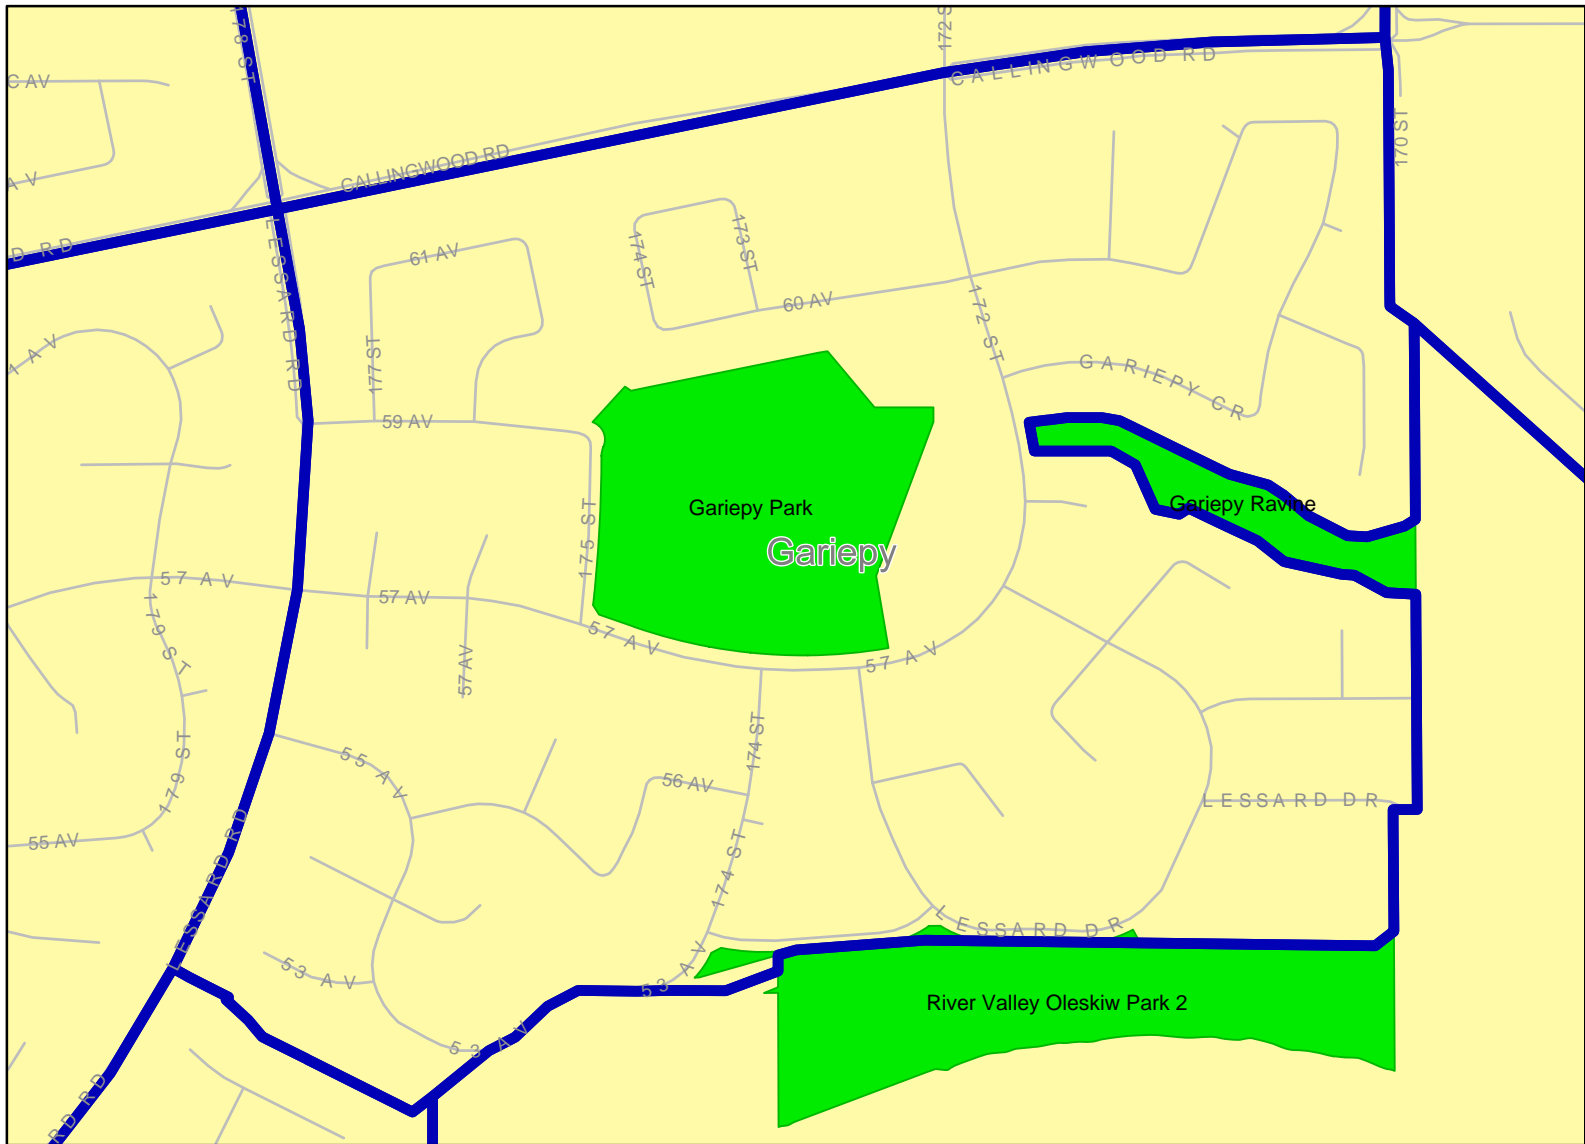 178 ST
172 S
CALLINGWOOD RD
C AV
170 ST
CALLINGWOOD RD
A V
D RD
LESSARD RD
61 AV
174 ST
173 ST
60 AV
172 ST
A AV
177 ST
GARIEPY CR
59 AV
Gariepy Park
Gariepy Ravine
175 ST
Gariepy
57 AV
57 AV
179 ST
57 AV
57 AV
57 AV
174 ST
179 ST
55 AV
56 AV
LESSARD DR
55 AV
LESSARD RD
174 ST
LESSARD DR
53 AV
53 AV
River Valley Oleskiw Park 2
53 AV
RD RD